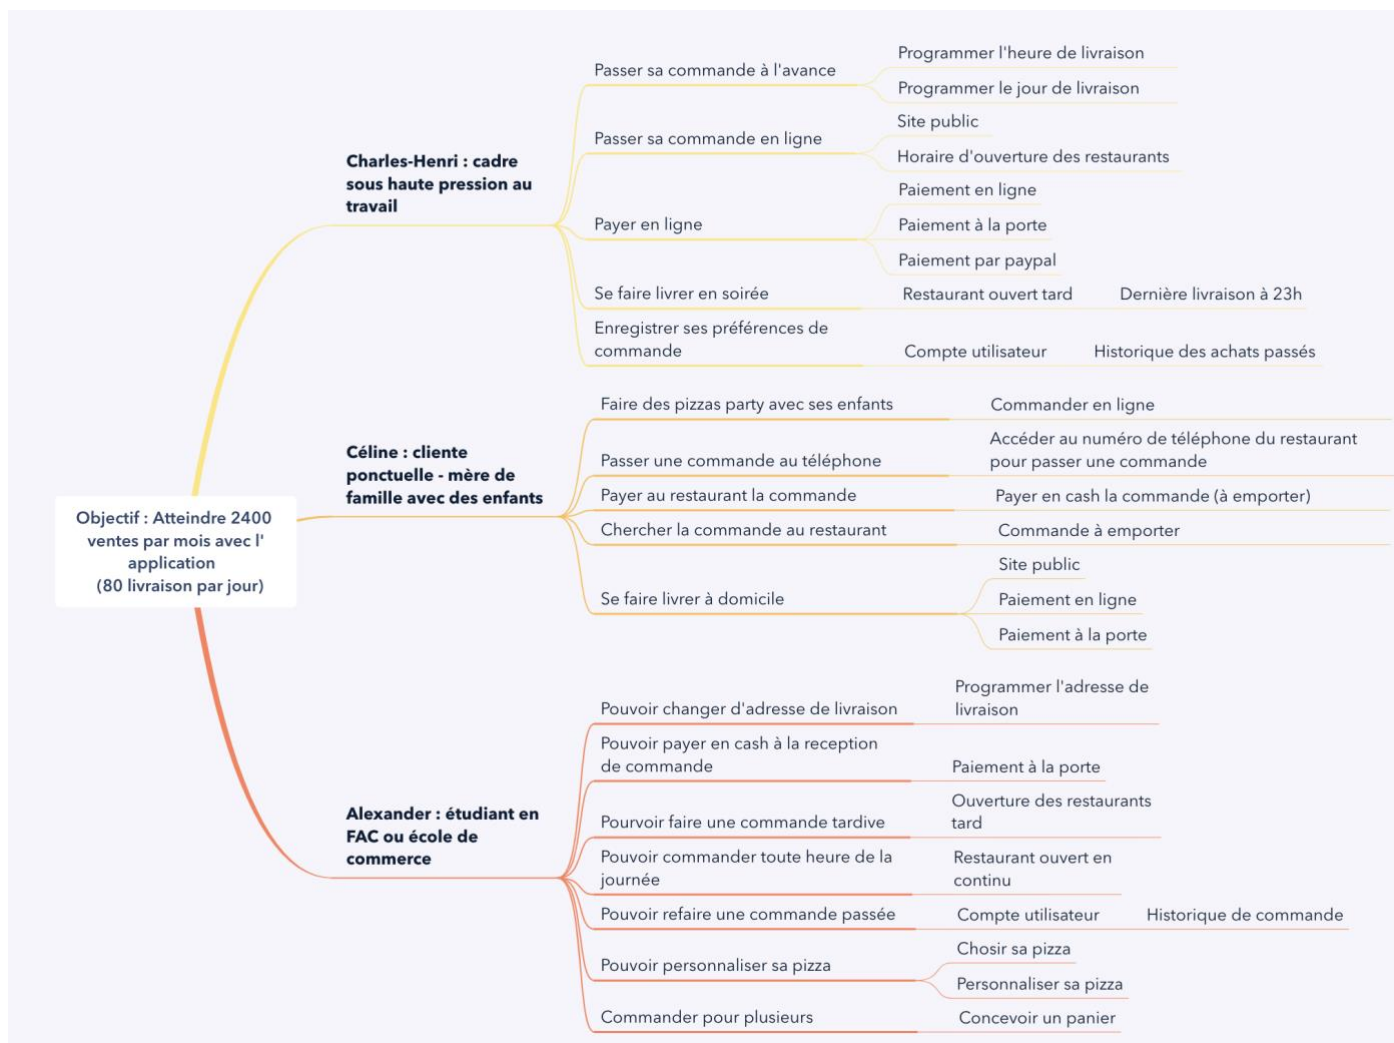 Objectif : Atteindre 2400
ventes par mois avec l'
application
(80 livraison par jour)
Charles-Henri : cadre
sous haute pression au
travail
Passer sa commande à l'avance
Programmer l'heure de livraison
Programmer le jour de livraison
Passer sa commande en ligne
Site public
Horaire d'ouverture des restaurants
Payer en ligne
Paiement en ligne
Paiement à la porte
Paiement par paypal
Se faire livrer en soirée
Restaurant ouvert tard
Dernière livraison à 23h
Enregistrer ses préférences de
commande
Compte utilisateur
Historique des achats passés
Céline : cliente
ponctuelle - mère de
famille avec des enfants
Faire des pizzas party avec ses enfants
Commander en ligne
Passer une commande au téléphone
Accéder au numéro de téléphone du restaurant
pour passer une commande
Payer au restaurant la commande
Payer en cash la commande (à emporter)
Chercher la commande au restaurant
Commande à emporter
Se faire livrer à domicile
Site public
Paiement en ligne
Paiement à la porte
Alexander : étudiant en
FAC ou école de
commerce
Pouvoir changer d'adresse de livraison
Programmer l'adresse de
livraison
Pouvoir payer en cash à la reception
de commande
Paiement à la porte
Pourvoir faire une commande tardive
Ouverture des restaurants
tard
Pouvoir commander toute heure de la
journée
Restaurant ouvert en
continu
Pouvoir refaire une commande passée
Compte utilisateur
Historique de commande
Pouvoir personnaliser sa pizza
Chosir sa pizza
Personnaliser sa pizza
Commander pour plusieurs
Concevoir un panier